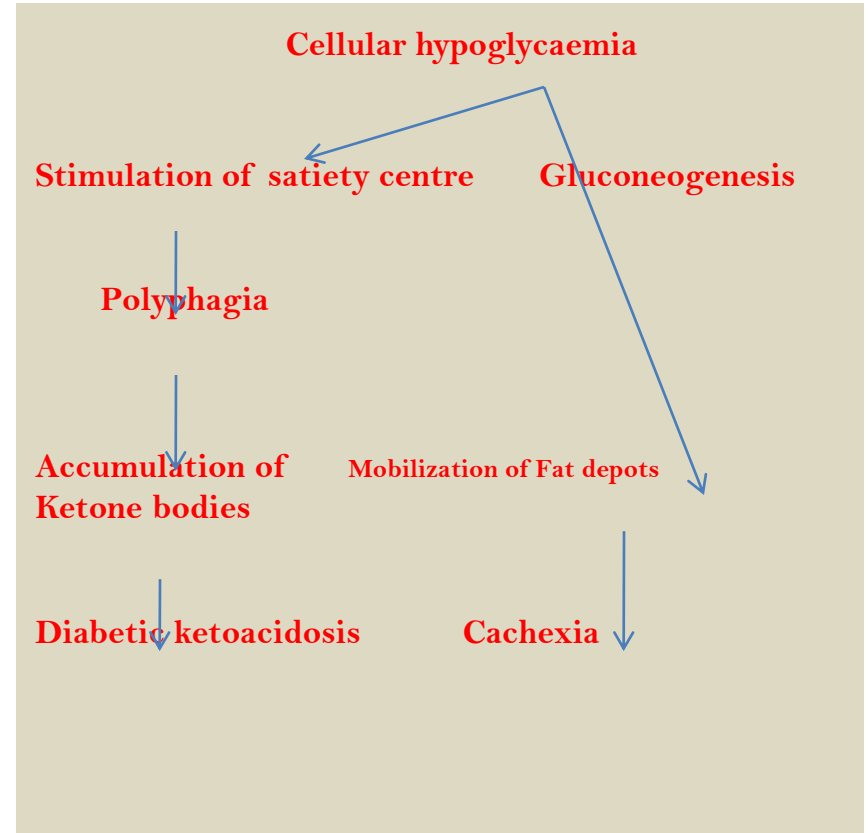 Cellular hypoglycaemia
Stimulation of satiety centre Gluconeogenesis
Polyphagia
Accumulation of Mobilization of Fat depots
Ketone bodies
Diabetic ketoacidosis Cachexia